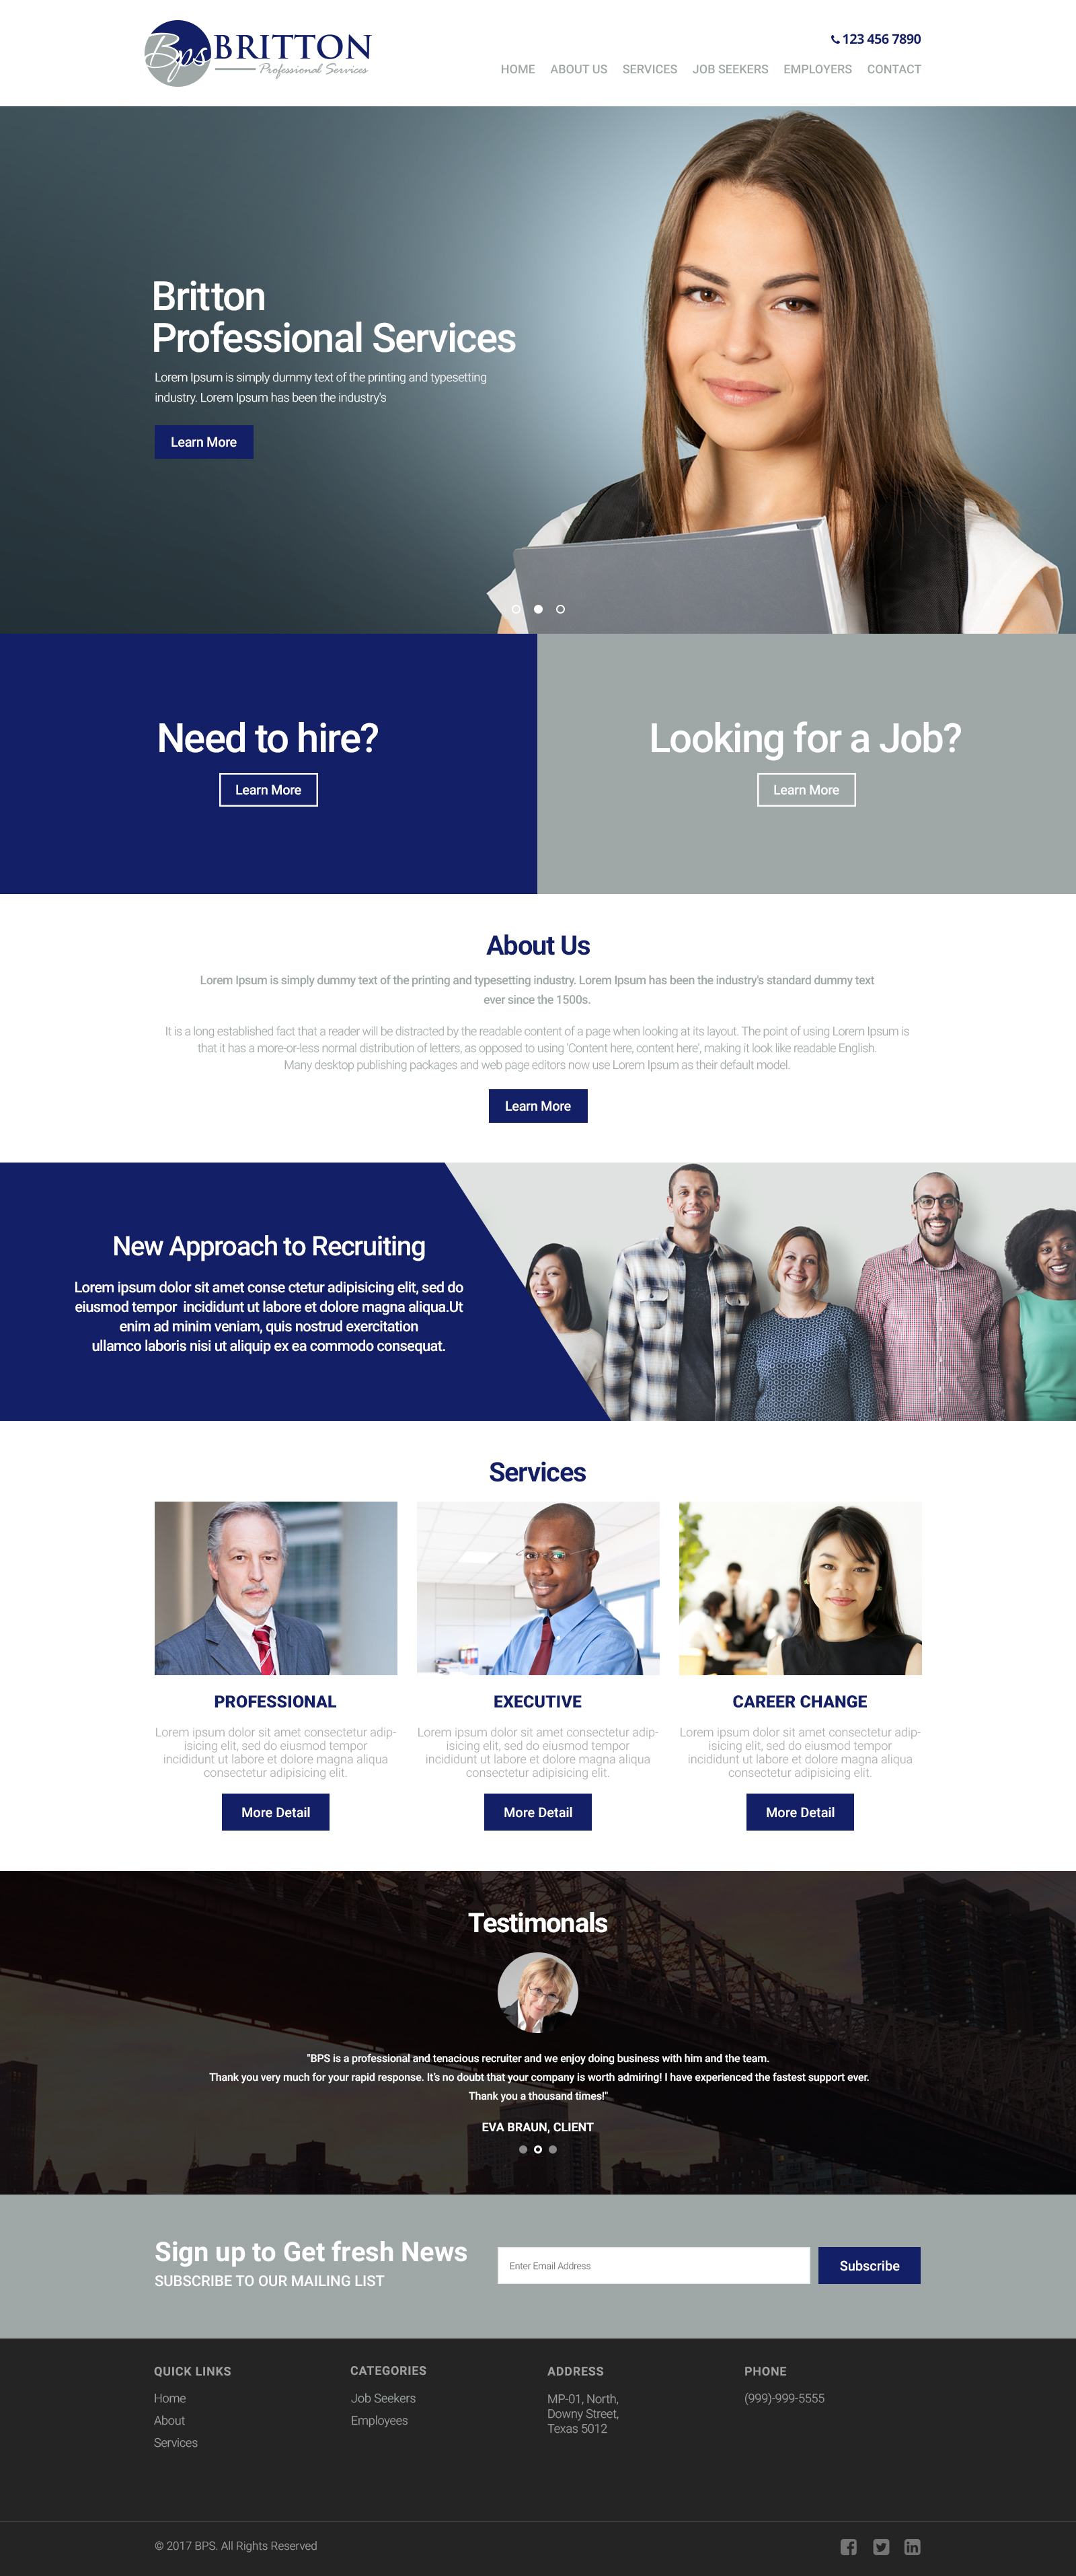 Bps BRITTON
Professional Services
123 456 7890
HOME ABOUT US SERVICES JOB SEEKERS EMPLOYERS CONTACT
Britton
Professional Services
Lorem Ipsum is simply dummy text of the printing and typesetting
industry. Lorem Ipsum has been the industry's
Learn More
Need to hire?
Learn More
Looking for a Job?
Learn More
About Us
Lorem Ipsum is simply dummy text of the printing and typesetting industry. Lorem Ipsum has been the industry's standard dummy text
ever since the 1500s.
It is a long established fact that a reader will be distracted by the readable content of a page when looking at its layout. The point of using Lorem Ipsum is
that it has a more-or-less normal distribution of letters, as opposed to using 'Content here, content here', making it look like readable English.
Many desktop publishing packages and web page editors now use Lorem Ipsum as their default model.
Learn More
New Approach to Recruiting
Lorem ipsum dolor sit amet conse ctetur adipisicing elit, sed do
eiusmod tempor  incididunt ut labore et dolore magna aliqua.Ut
enim ad minim veniam, quis nostrud exercitation
ullamco laboris nisi ut aliquip ex ea commodo consequat.
Services
PROFESSIONAL
Lorem ipsum dolor sit amet consectetur adip-
isicing elit, sed do eiusmod tempor
incididunt ut labore et dolore magna aliqua
consectetur adipisicing elit.
More Detail
EXECUTIVE
Lorem ipsum dolor sit amet consectetur adip-
isicing elit, sed do eiusmod tempor
incididunt ut labore et dolore magna aliqua
consectetur adipisicing elit.
More Detail
CAREER CHANGE
Lorem ipsum dolor sit amet consectetur adip-
isicing elit, sed do eiusmod tempor
incididunt ut labore et dolore magna aliqua
consectetur adipisicing elit.
More Detail
Testimonals
"BPS is a professional and tenacious recruiter and we enjoy doing business with him and the team.
Thank you very much for your rapid response. It's no doubt that your company is worth admiring! I have experienced the fastest support ever.
Thank you a thousand times!"
EVA BRAUN, CLIENT
Sign up to Get fresh News
SUBSCRIBE TO OUR MAILING LIST
Enter Email Address
Subscribe
QUICK LINKS
Home
About
Services
CATEGORIES
Job Seekers
Employees
ADDRESS
MP-01, North,
Downy Street,
Texas 5012
PHONE
(999)-999-5555
© 2017 BPS. All Rights Reserved